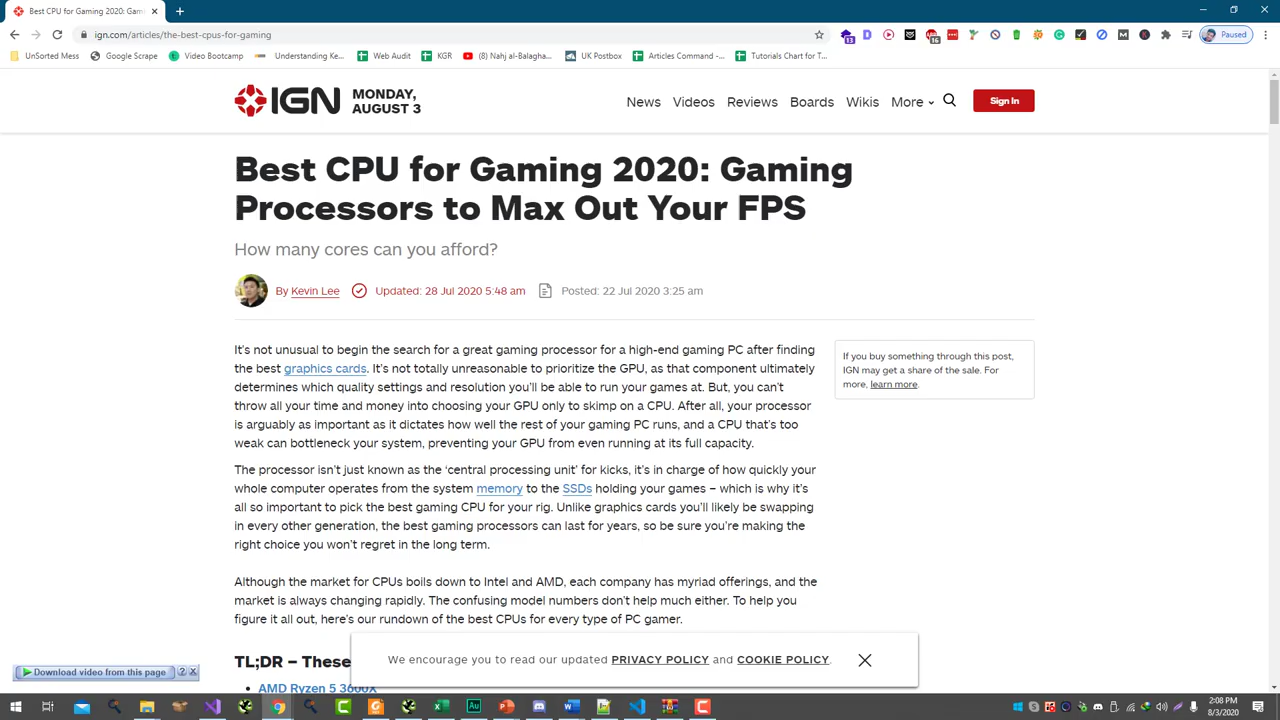 Best CPU for Gaming 2020: Gami
ign.com/articles/the-best-cpus-for-gaming
13
16
Paused
UnSorted Mess
Google Scrape
Video Bootcamp
Understanding Ke...
Web Audit
KGR
(8) Nahj al-Balagha...
UK Postbox
Articles Command -...
Tutorials Chart for T...
IGN
MONDAY,
AUGUST 3
News Videos Reviews Boards Wikis More
Sign In
Best CPU for Gaming 2020: Gaming
Processors to Max Out Your FPS
How many cores can you afford?
By Kevin Lee
Updated: 28 Jul 2020 5:48 am
Posted: 22 Jul 2020 3:25 am
It's not unusual to begin the search for a great gaming processor for a high-end gaming PC after finding
the best graphics cards. It's not totally unreasonable to prioritize the GPU, as that component ultimately
determines which quality settings and resolution you'll be able to run your games at. But, you can't
throw all your time and money into choosing your GPU only to skimp on a CPU. After all, your processor
is arguably as important as it dictates how well the rest of your gaming PC runs, and a CPU that's too
weak can bottleneck your system, preventing your GPU from even running at its full capacity.
If you buy something through this post,
IGN may get a share of the sale. For
more, learn more.
The processor isn't just known as the 'central processing unit' for kicks, it's in charge of how quickly your
whole computer operates from the system memory to the SSDs holding your games – which is why it's
all so important to pick the best gaming CPU for your rig. Unlike graphics cards you'll likely be swapping
in every other generation, the best gaming processors can last for years, so be sure you're making the
right choice you won't regret in the long term.
Although the market for CPUs boils down to Intel and AMD, each company has myriad offerings, and the
market is always changing rapidly. The confusing model numbers don't help much either. To help you
figure it all out, here's our rundown of the best CPUs for every type of PC gamer.
TL;DR – These
AMD Ryzen 5 3600X
We encourage you to read our updated PRIVACY POLICY and COOKIE POLICY.
Download video from this page
2:08 PM
8/3/2020